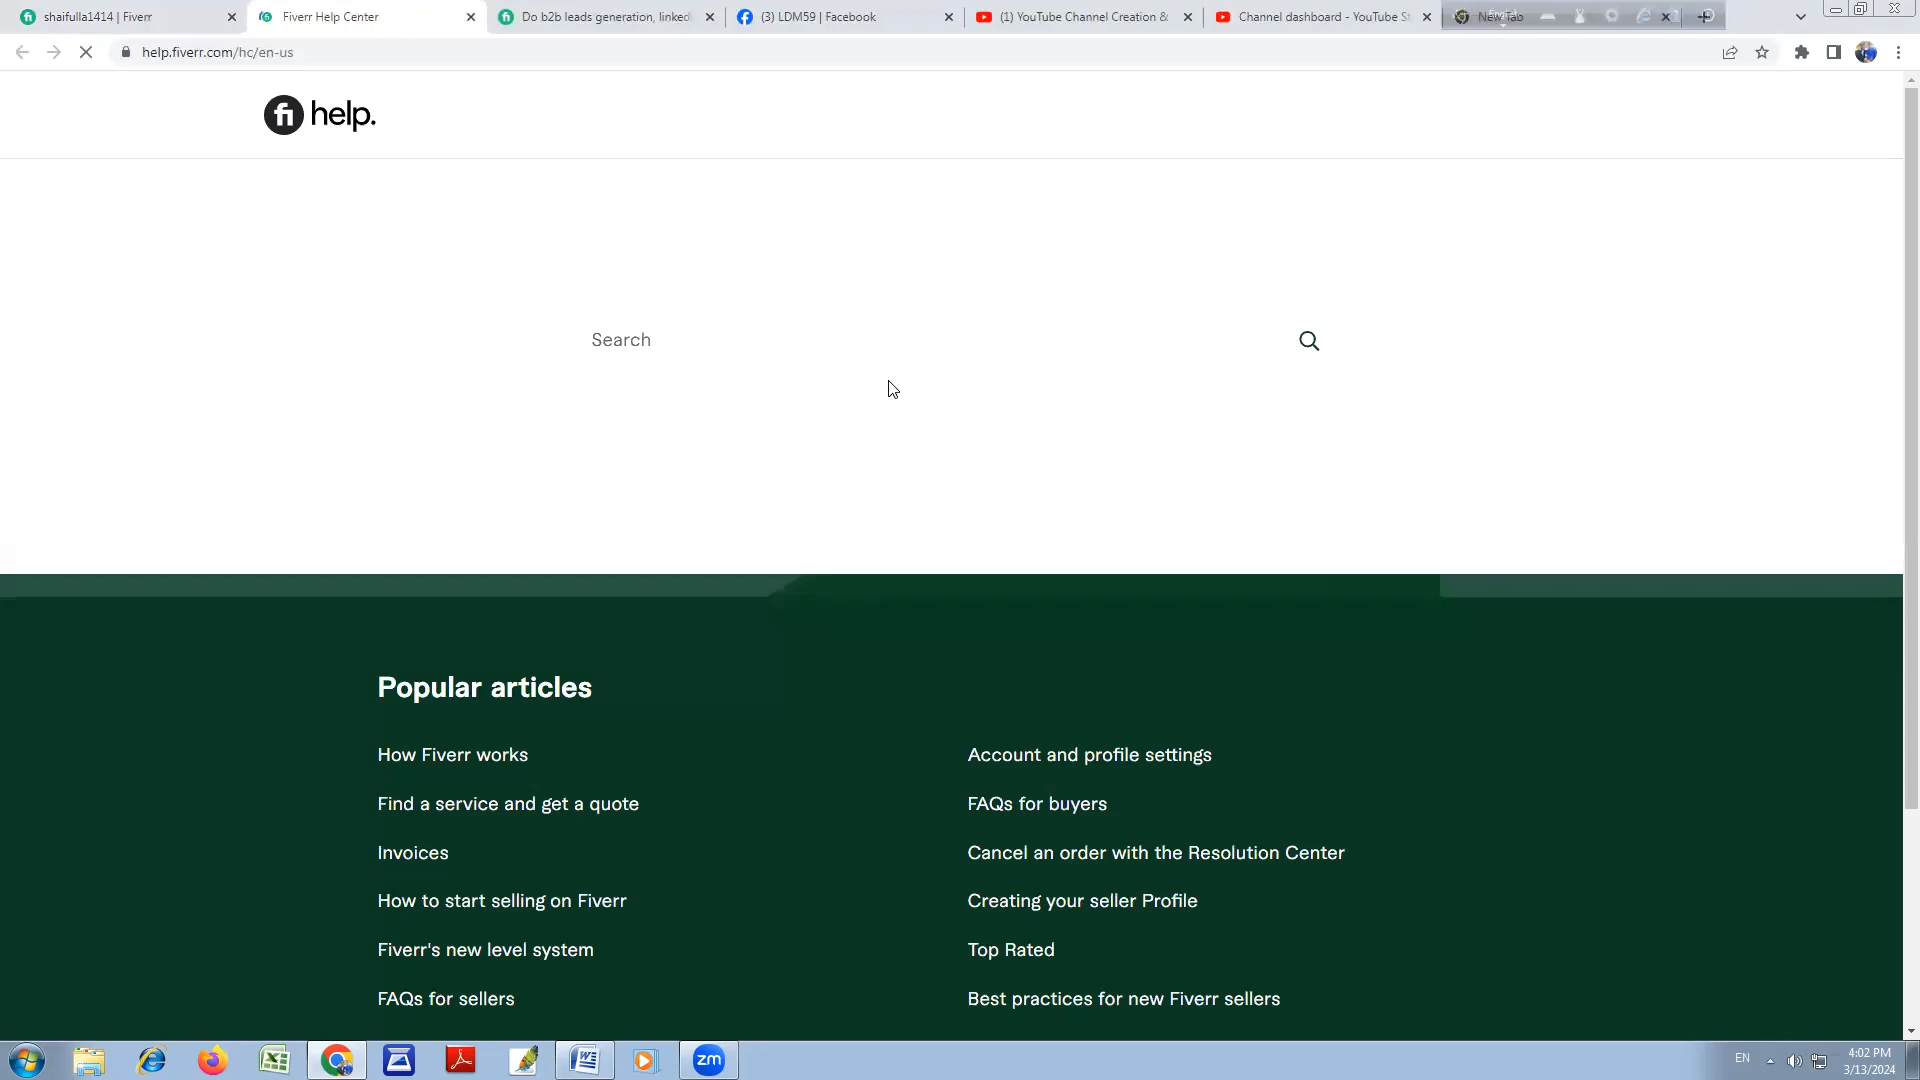 shaifulla1414 | Fiverr
Fiverr Help Center
Do b2b leads generation, linked
(3) LDM59 | Facebook
(1) YouTube Channel Creation &
Channel dashboard - YouTube S
New Tab
help.fiverr.com/hc/en-us
fi help.
Search
Popular articles
How Fiverr works
Account and profile settings
Find a service and get a quote
FAQs for buyers
Invoices
Cancel an order with the Resolution Center
How to start selling on Fiverr
Creating your seller Profile
Fiverr's new level system
Top Rated
FAQs for sellers
Best practices for new Fiverr sellers
zm
EN
4:02 PM
3/13/2024